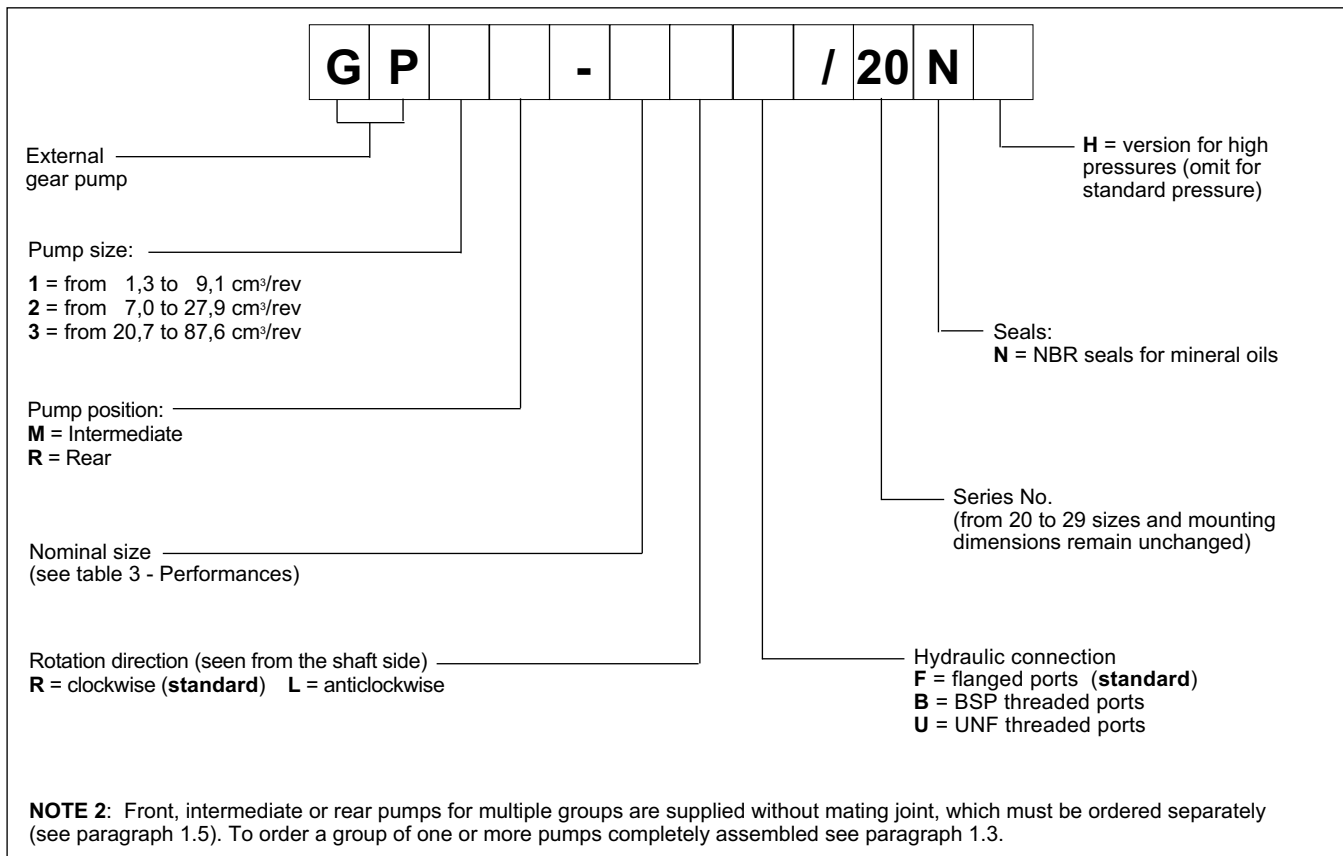 G P - / 20 N
External
gear pump
H = version for high
pressures (omit for
standard pressure)
Pump size:
1 = from 1,3 to 9,1 cm³/rev
2 = from 7,0 to 27,9 cm³/rev
3 = from 20,7 to 87,6 cm³/rev
Seals:
N = NBR seals for mineral oils
Pump position:
M = Intermediate
R = Rear
Series No.
(from 20 to 29 sizes and mounting
dimensions remain unchanged)
Nominal size
(see table 3 - Performances)
Rotation direction (seen from the shaft side)
R = clockwise (standard) L = anticlockwise
Hydraulic connection
F = flanged ports (standard)
B = BSP threaded ports
U = UNF threaded ports
NOTE 2: Front, intermediate or rear pumps for multiple groups are supplied without mating joint, which must be ordered separately
(see paragraph 1.5). To order a group of one or more pumps completely assembled see paragraph 1.3.